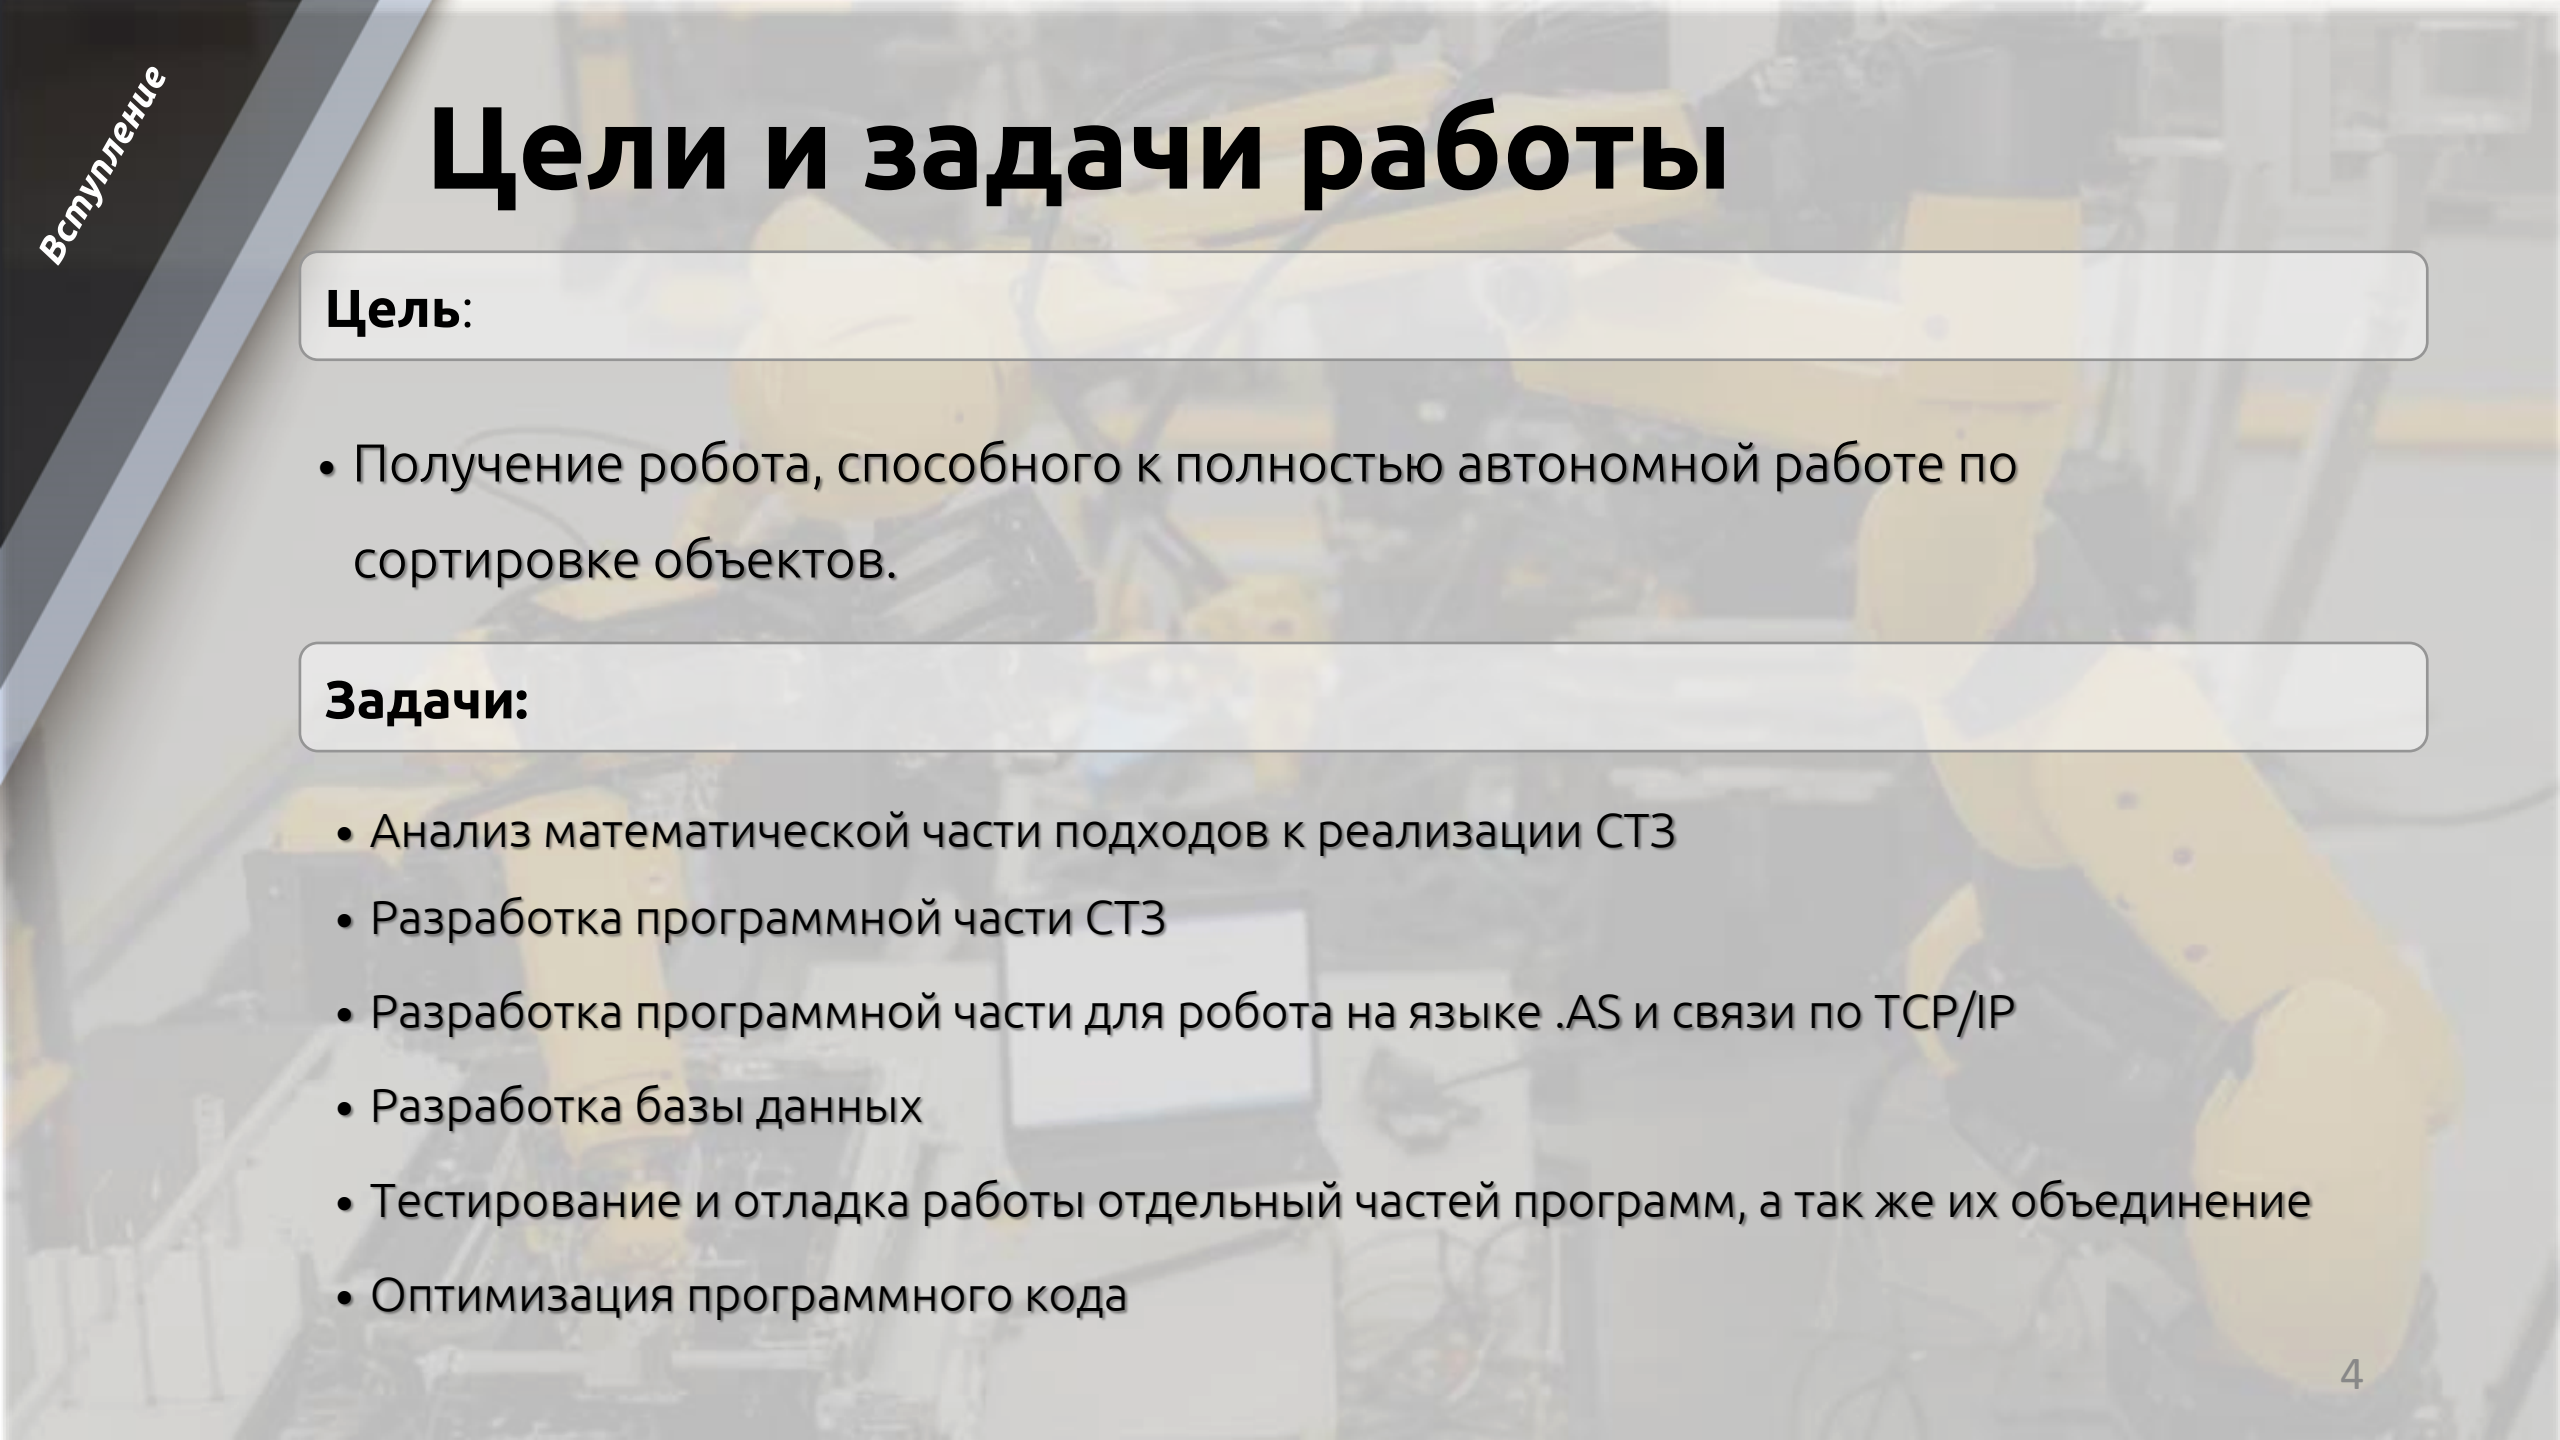 Вступление
Цели и задачи работы
Цель:
• Получение робота, способного к полностью автономной работе по
сортировке объектов.
Задачи:
• Анализ математической части подходов к реализации СТЗ
• Разработка программной части СТЗ
• Разработка программной части для робота на языке .AS и связи по TCP/IP
• Разработка базы данных
• Тестирование и отладка работы отдельный частей программ, а так же их объединение
• Оптимизация программного кода
4